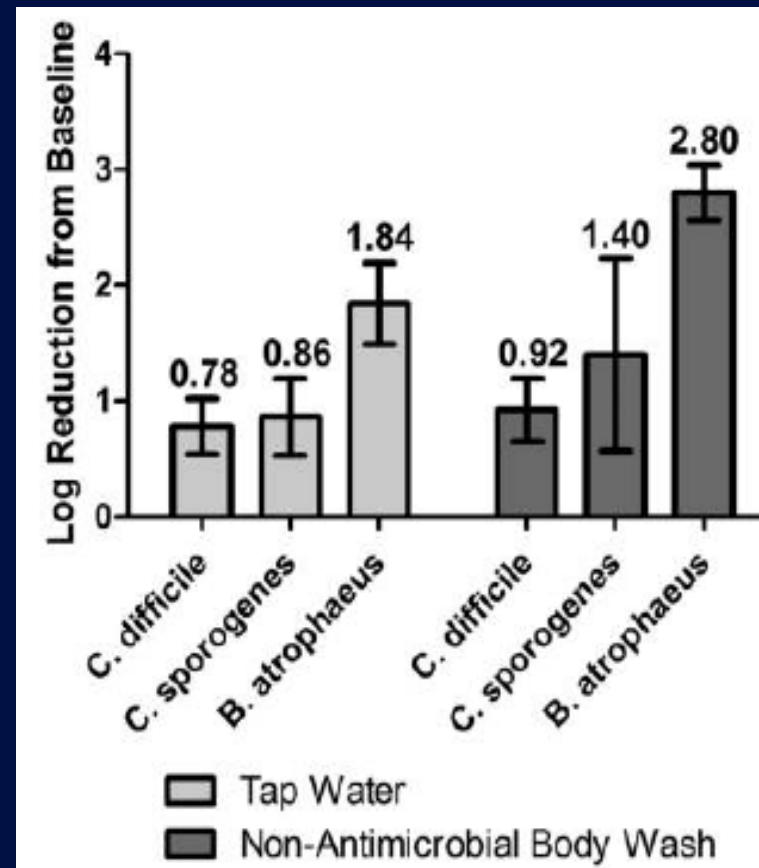 Log Reduction from Baseline
4
3
2
1
0
0.78
0.86
1.84
0.92
1.40
2.80
C. difficile
C. sporogenes
B. atrophaeus
C. difficile
C. sporogenes
B. atrophaeus
Tap Water
Non-Antimicrobial Body Wash